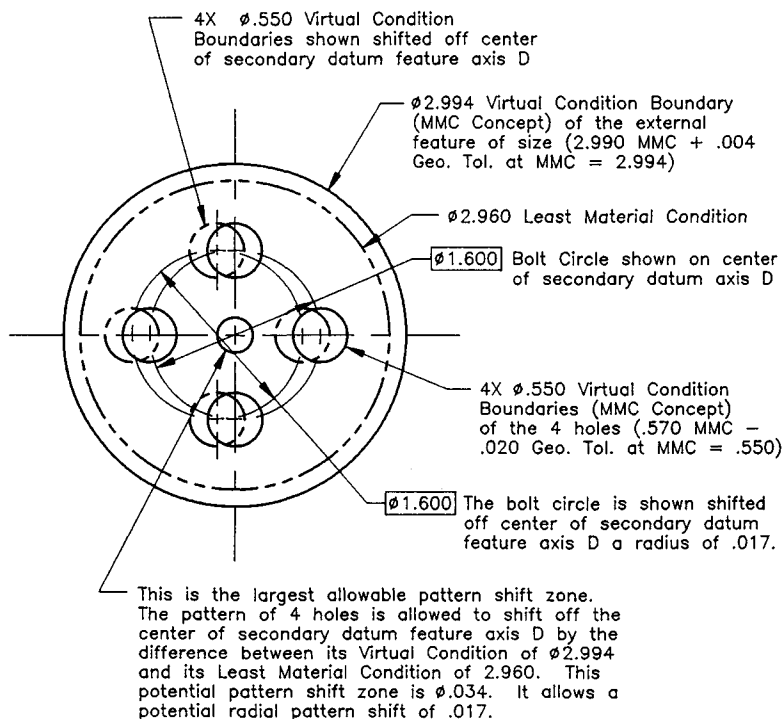 4X ø.550 Virtual Condition
Boundaries shown shifted off center
of secondary datum feature axis D
ø2.994 Virtual Condition Boundary
(MMC Concept) of the external
feature of size (2.990 MMC + .004
Geo. Tol. at MMC = 2.994)
ø2.960 Least Material Condition
ø1.600 Bolt Circle shown on center
of secondary datum axis D
4X ø.550 Virtual Condition
Boundaries (MMC Concept)
of the 4 holes (.570 MMC –
.020 Geo. Tol. at MMC = .550)
ø1.600 The bolt circle is shown shifted
off center of secondary datum
feature axis D a radius of .017.
This is the largest allowable pattern shift zone.
The pattern of 4 holes is allowed to shift off the
center of secondary datum feature axis D by the
difference between its Virtual Condition of ø2.994
and its Least Material Condition of 2.960. This
potential pattern shift zone is ø.034. It allows a
potential radial pattern shift of .017.